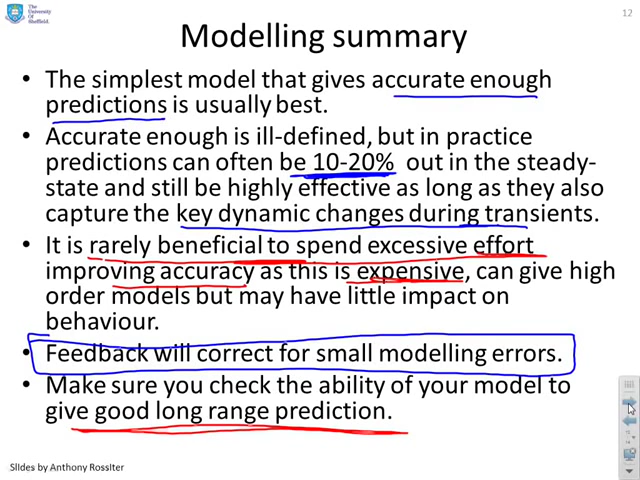 The
University
Of
Sheffield.
12
Modelling summary
• The simplest model that gives accurate enough
predictions is usually best.
• Accurate enough is ill-defined, but in practice
predictions can often be 10-20% out in the steady-
state and still be highly effective as long as they also
capture the key dynamic changes during transients.
• It is rarely beneficial to spend excessive effort
improving accuracy as this is expensive, can give high
order models but may have little impact on
behaviour.
• Feedback will correct for small modelling errors.
• Make sure you check the ability of your model to
give good long range prediction.
Slides by Anthony Rossiter